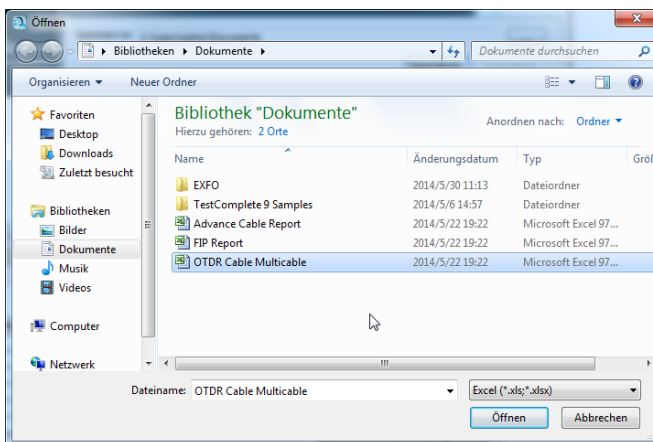 Öffnen
Bibliotheken Dokumente
Dokumente durchsuchen
Organisieren Neuer Ordner
Favoriten
Desktop
Downloads
Zuletzt besucht
Bibliotheken
Bilder
Dokumente
Musik
Videos
Computer
Netzwerk
Bibliothek "Dokumente"
Hierzu gehören: 2 Orte
Anordnen nach: Ordner
Name Änderungsdatum Typ Größ
EXFO 2014/5/30 11:13 Dateiordner
TestComplete 9 Samples 2014/5/6 14:57 Dateiordner
Advance Cable Report 2014/5/22 19:22 Microsoft Excel 97...
FIP Report 2014/5/22 19:22 Microsoft Excel 97...
OTDR Cable Multicable 2014/5/22 19:22 Microsoft Excel 97...
Dateiname: OTDR Cable Multicable Excel (*.xls;*.xlsx)
Öffnen Abbrechen